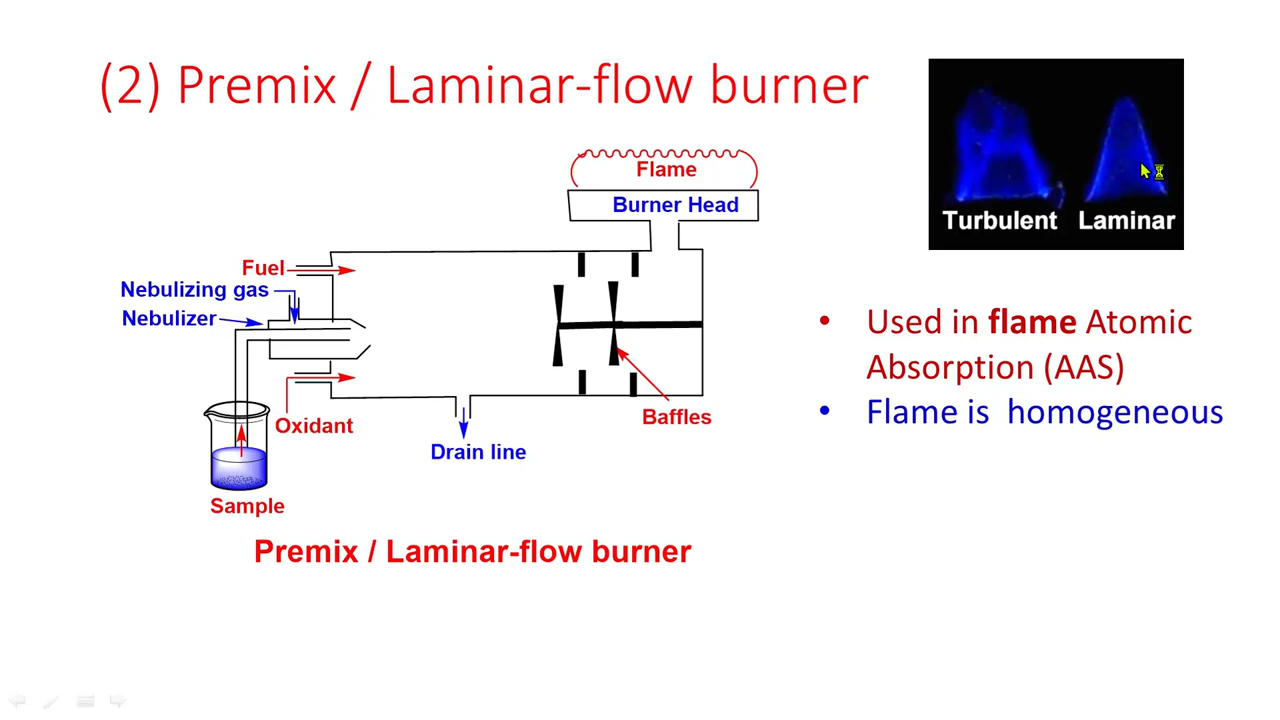 (2) Premix / Laminar-flow burner
Flame
Burner Head
Fuel
Nebulizing gas
Nebulizer
Oxidant
Baffles
Drain line
Sample
Premix / Laminar-flow burner
Turbulent Laminar
• Used in flame Atomic
Absorption (AAS)
• Flame is homogeneous